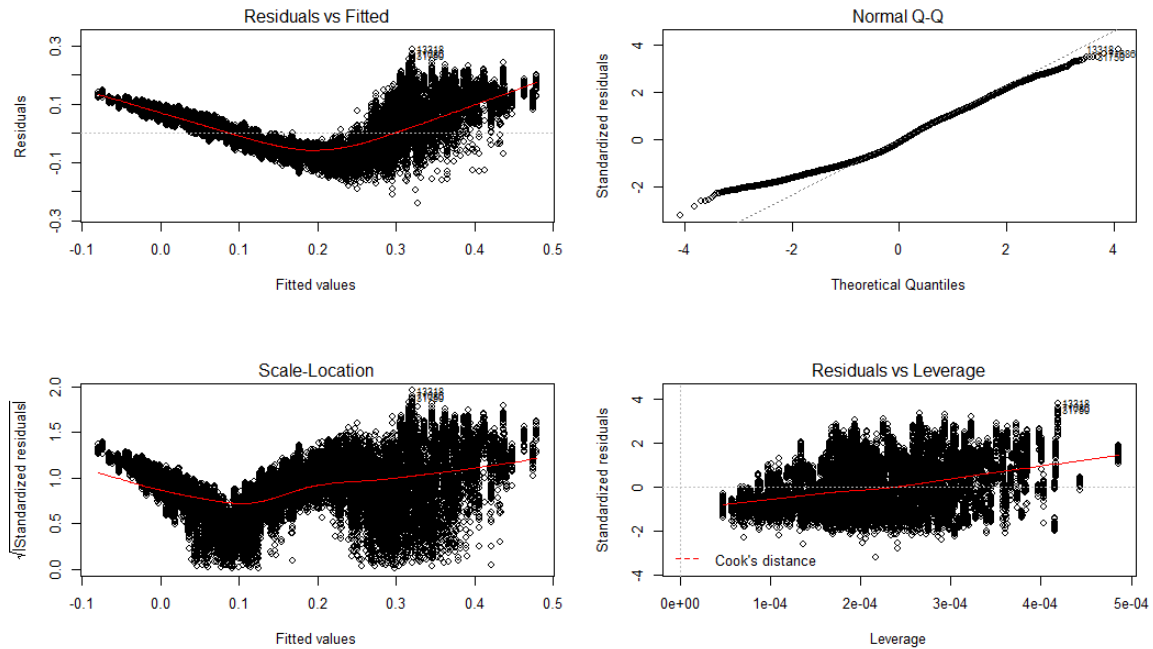 Residuals vs Fitted
Residuals
-0.3 -0.1 0.1 0.3
-0.1 0.0 0.1 0.2 0.3 0.4 0.5
Fitted values
Normal Q-Q
Standardized residuals
-2 0 2 4
-4 -2 0 2 4
Theoretical Quantiles
Scale-Location
√|Standardized residuals|
0.0 0.5 1.0 1.5 2.0
-0.1 0.0 0.1 0.2 0.3 0.4 0.5
Fitted values
Residuals vs Leverage
Standardized residuals
-4 -2 0 2 4
Cook's distance
0e+00 1e-04 2e-04 3e-04 4e-04 5e-04
Leverage